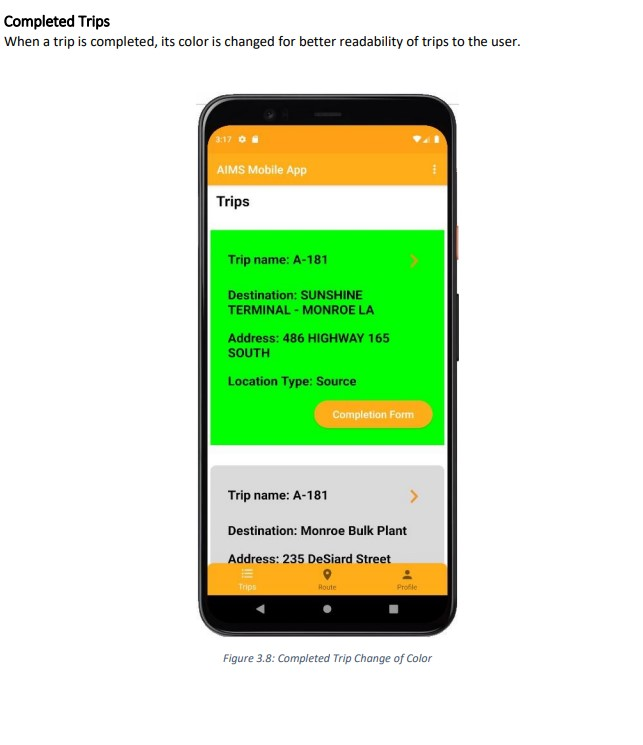 Completed Trips
When a trip is completed, its color is changed for better readability of trips to the user.
3:17
AIMS Mobile App
Trips
Trip name: A-181
Destination: SUNSHINE
TERMINAL - MONROE LA
Address: 486 HIGHWAY 165
SOUTH
Location Type: Source
Completion Form
Trip name: A-181
Destination: Monroe Bulk Plant
Address: 235 DeSiard Street
Trips Route Profile
Figure 3.8: Completed Trip Change of Color